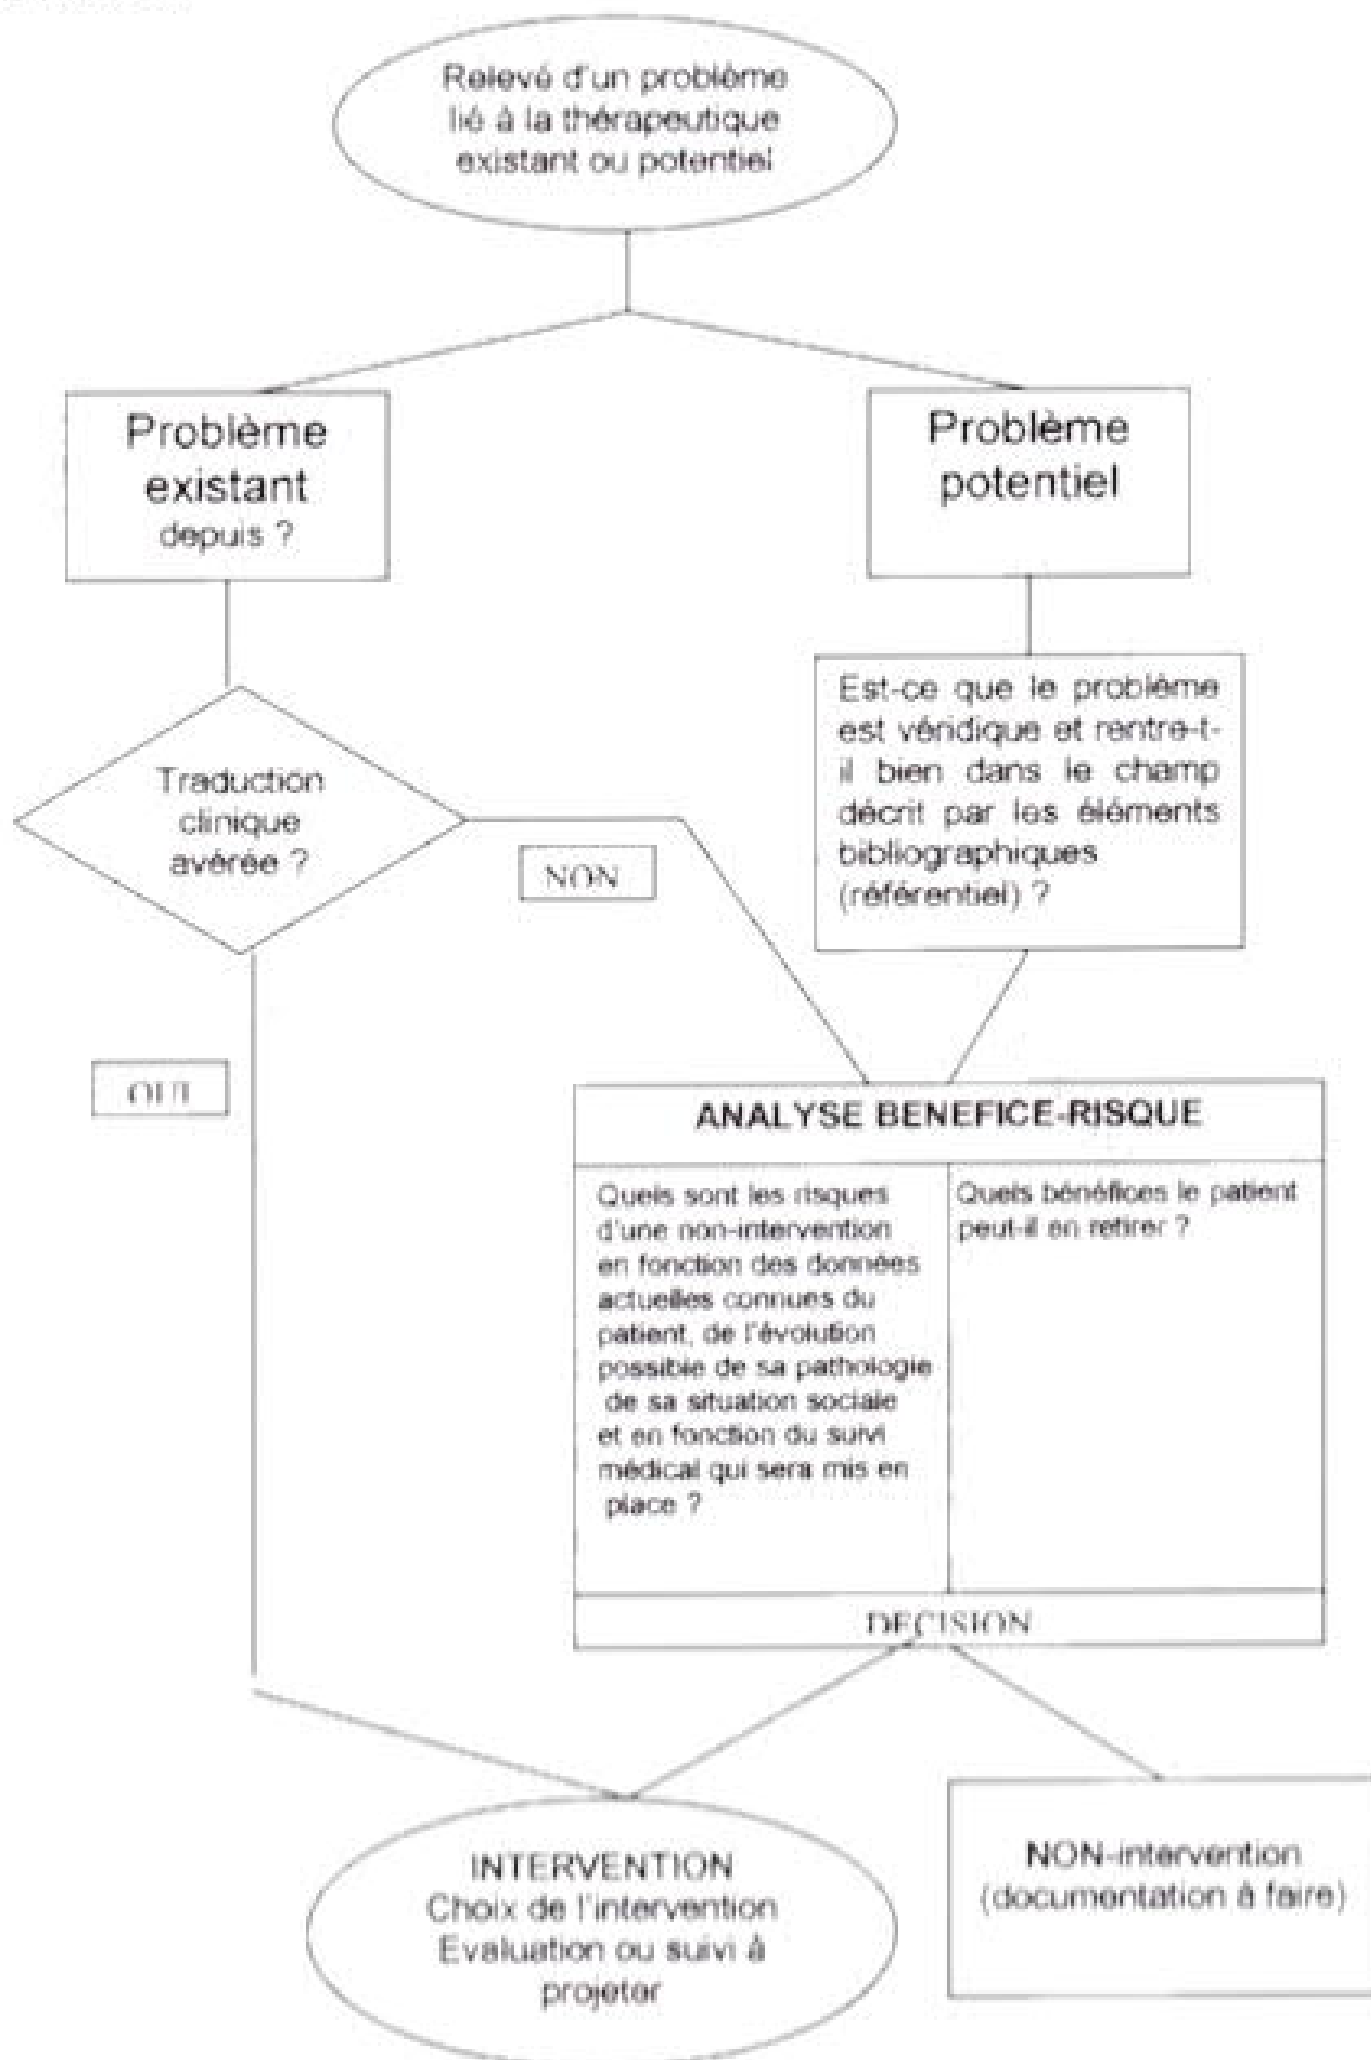 Relevé d'un problème
lié à la thérapeutique
existant ou potentiel
Problème
existant
depuis ?
Problème
potentiel
Traduction
clinique
avérée ?
NON
Est-ce que le problème
est véridique et rentre-t-
il bien dans le champ
décrit par les éléments
bibliographiques
(référentiel) ?
OUI
ANALYSE BENEFICE-RISQUE
Quels sont les risques
d'une non-intervention
en fonction des données
actuelles connues du
patient, de l'évolution
possible de sa pathologie
de sa situation sociale
et en fonction du suivi
médical qui sera mis en
place ?
Quels bénéfices le patient
peut-il en retirer ?
DECISION
INTERVENTION
Choix de l'intervention
Evaluation ou suivi à
projeter
NON-intervention
(documentation à faire)